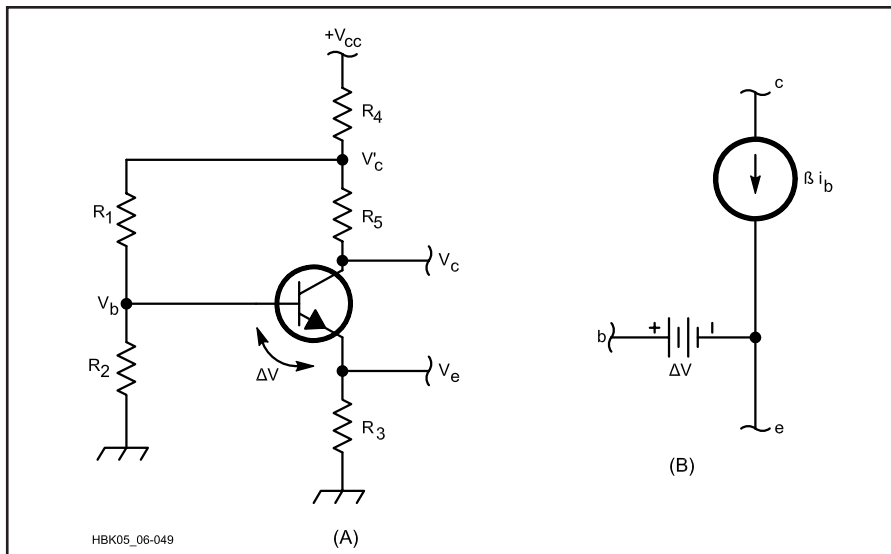 +Vcc
R4
V'c
R1
R5
Vc
Vb
R2
ΔV
Ve
R3
HBK05_06-049
(A)
c
ß ib
b
+
ΔV
e
(B)